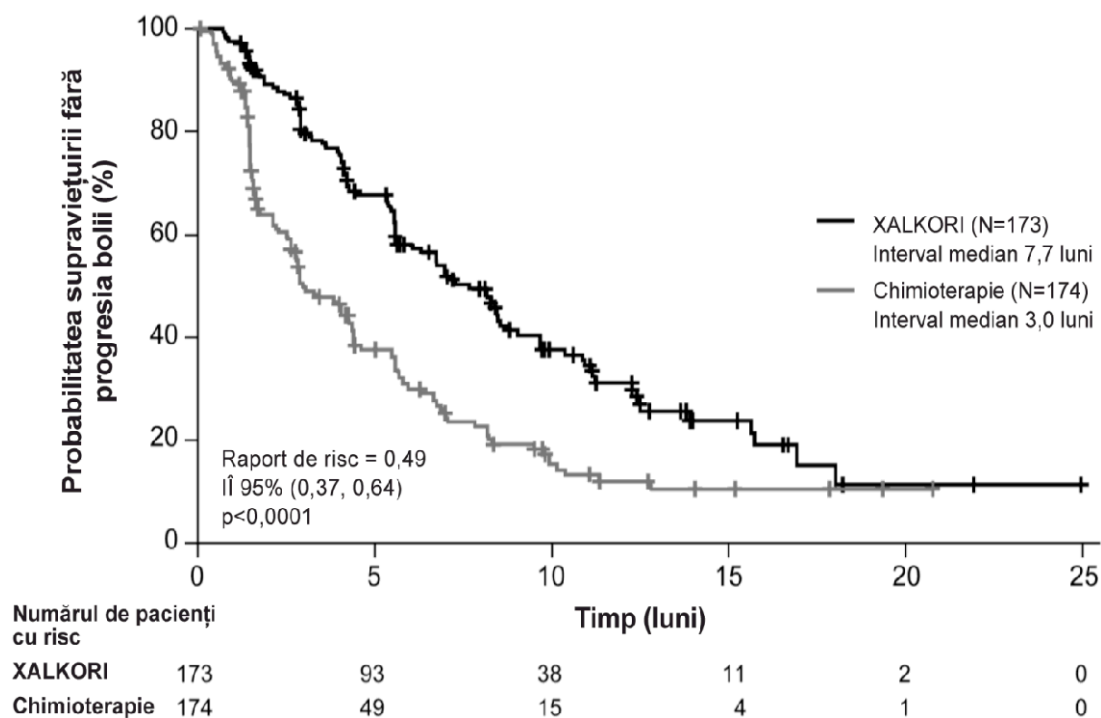 Probabilitatea supraviețuirii fără
progresia bolii (%)
100
80
60
40
20
0
XALKORI (N=173)
Interval median 7,7 luni
Chimioterapie (N=174)
Interval median 3,0 luni
Raport de risc = 0,49
IÎ 95% (0,37, 0,64)
p<0,0001
0 5 10 15 20 25
Timp (luni)
Numărul de pacienți
cu risc
XALKORI 173 93 38 11 2 0
Chimioterapie 174 49 15 4 1 0